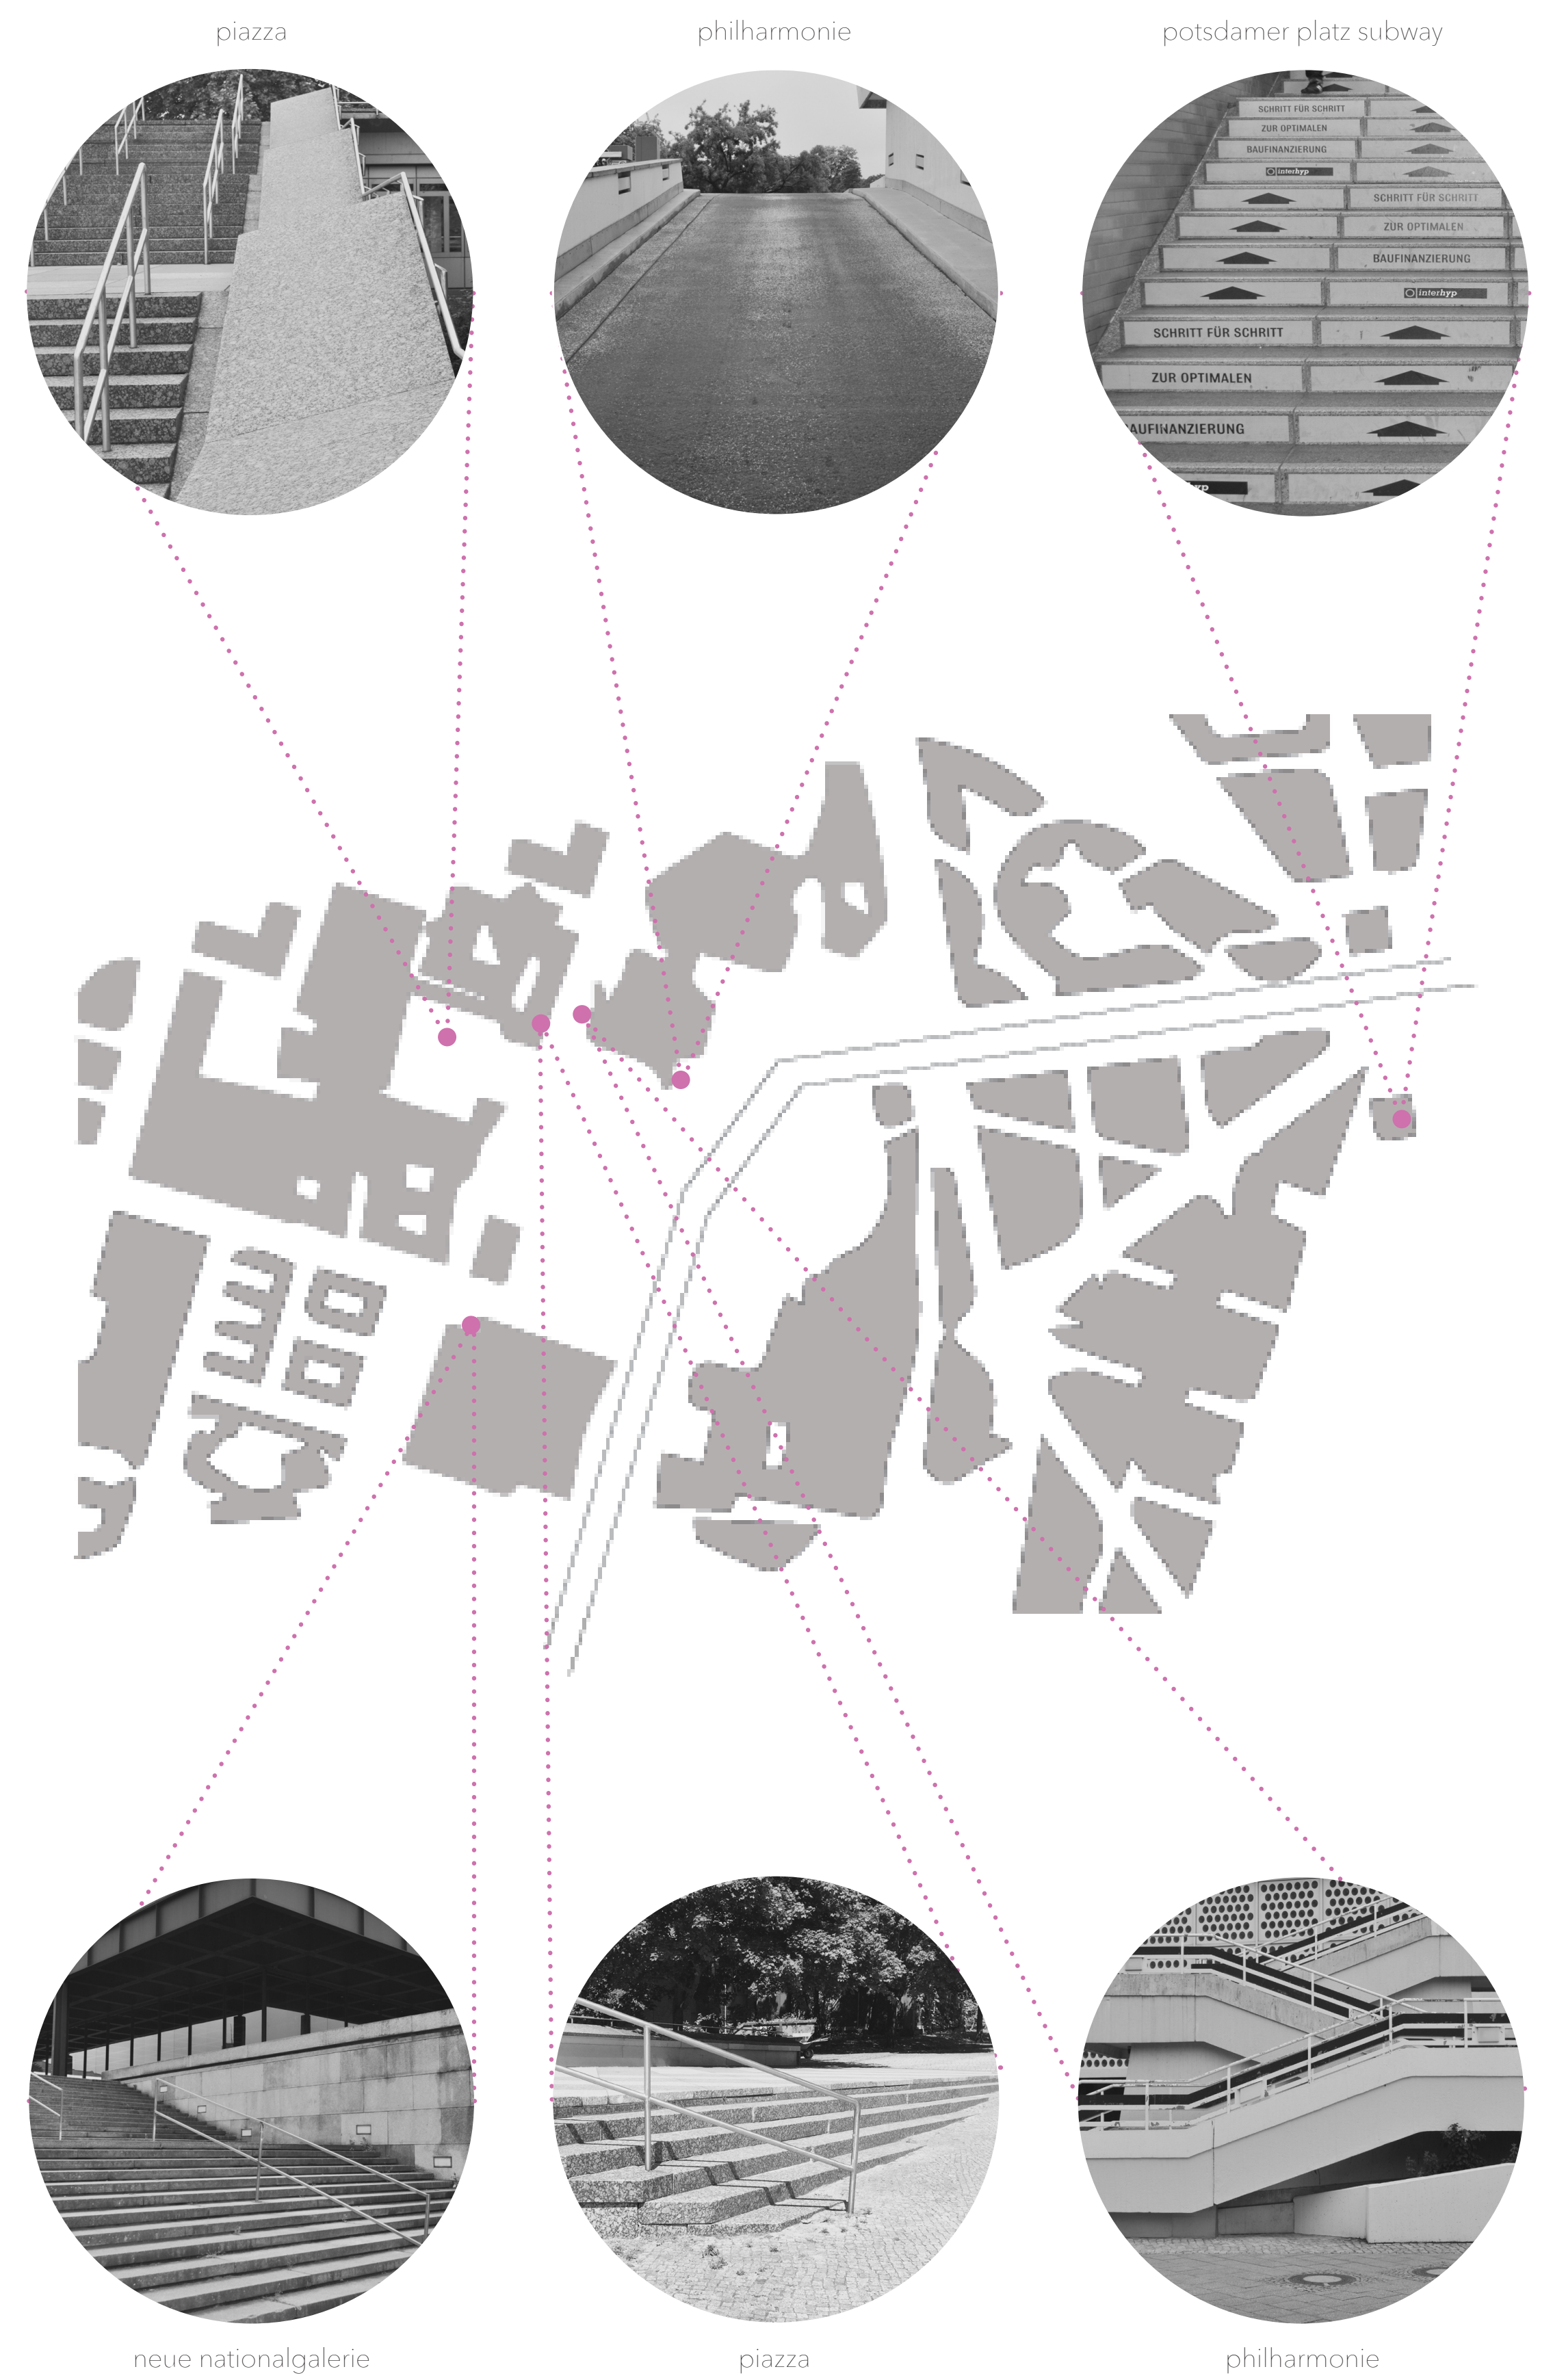 piazza
philharmonie
potsdamer platz subway
SCHRITT FÜR SCHRITT
ZUR OPTIMALEN
BAUFINANZIERUNG
interhyp
SCHRITT FÜR SCHRITT
ZUR OPTIMALEN
BAUFINANZIERUNG
interhyp
SCHRITT FÜR SCHRITT
ZUR OPTIMALEN
AUFINANZIERUNG
neue nationalgalerie
piazza
philharmonie